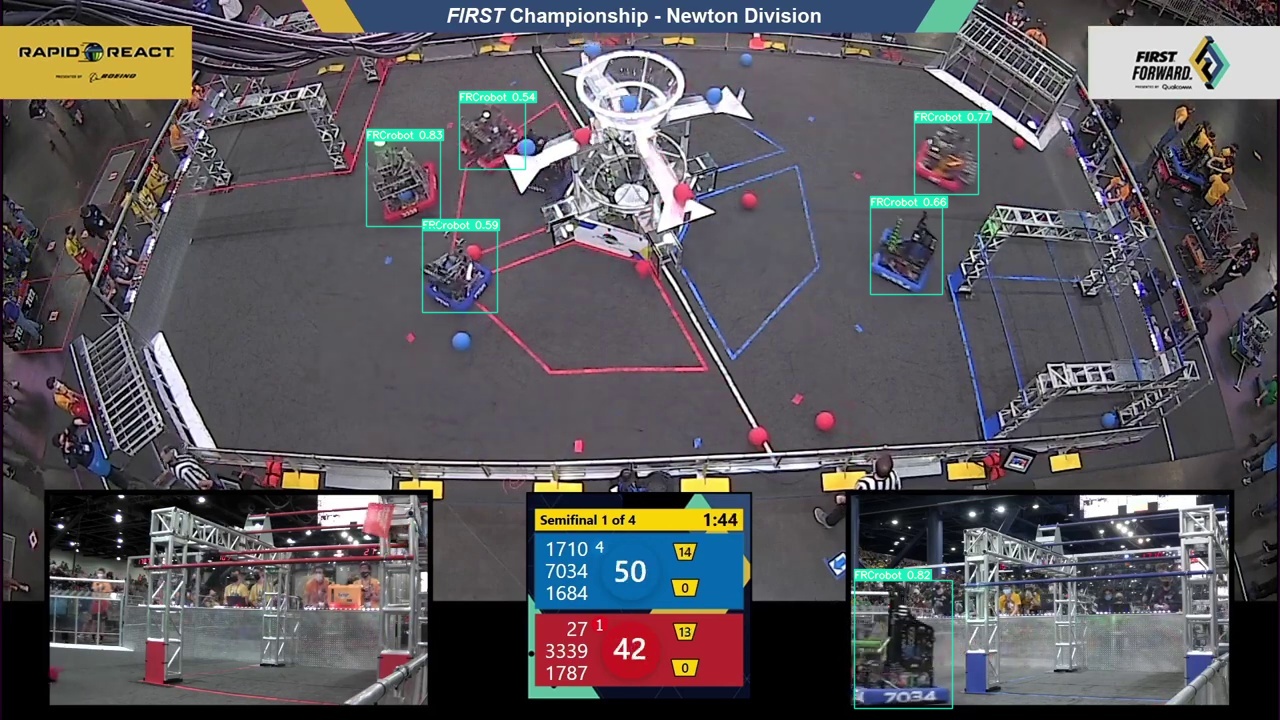 FIRST Championship - Newton Division
RAPID REACT
PRESENTED BY BOEING
FIRST
FORWARD
PRESENTED BY Qualcomm
FRCrobot 0.54
FRCrobot 0.83
FRCrobot 0.77
FRCrobot 0.66
FRCrobot 0.59
Semifinal 1 of 4 1:44
1710 4 14
7034 50
1684 0
27 1 13
3339 42
1787 0
FRCrobot 0.82
7034